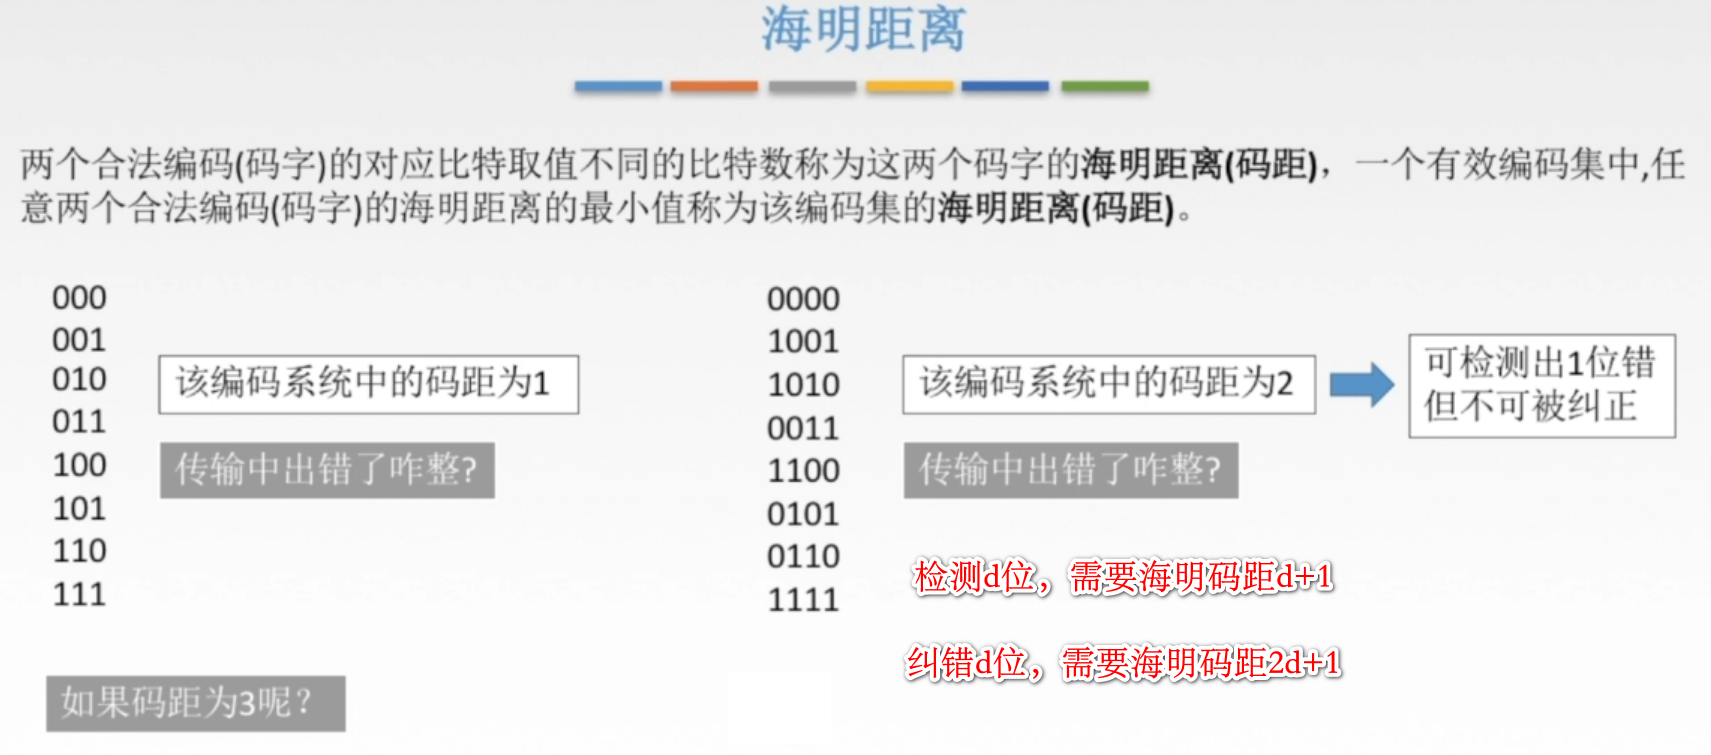 海明距离
两个合法编码(码字)的对应比特取值不同的比特数称为这两个码字的海明距离(码距)，一个有效编码集中,任
意两个合法编码(码字)的海明距离的最小值称为该编码集的海明距离(码距)。
000
001
010
011
100
101
110
111
该编码系统中的码距为1
传输中出错了咋整?
如果码距为3呢？
0000
1001
1010
0011
1100
0101
0110
1111
该编码系统中的码距为2
传输中出错了咋整?
可检测出1位错
但不可被纠正
检测d位，需要海明码距d+1
纠错d位，需要海明码距2d+1